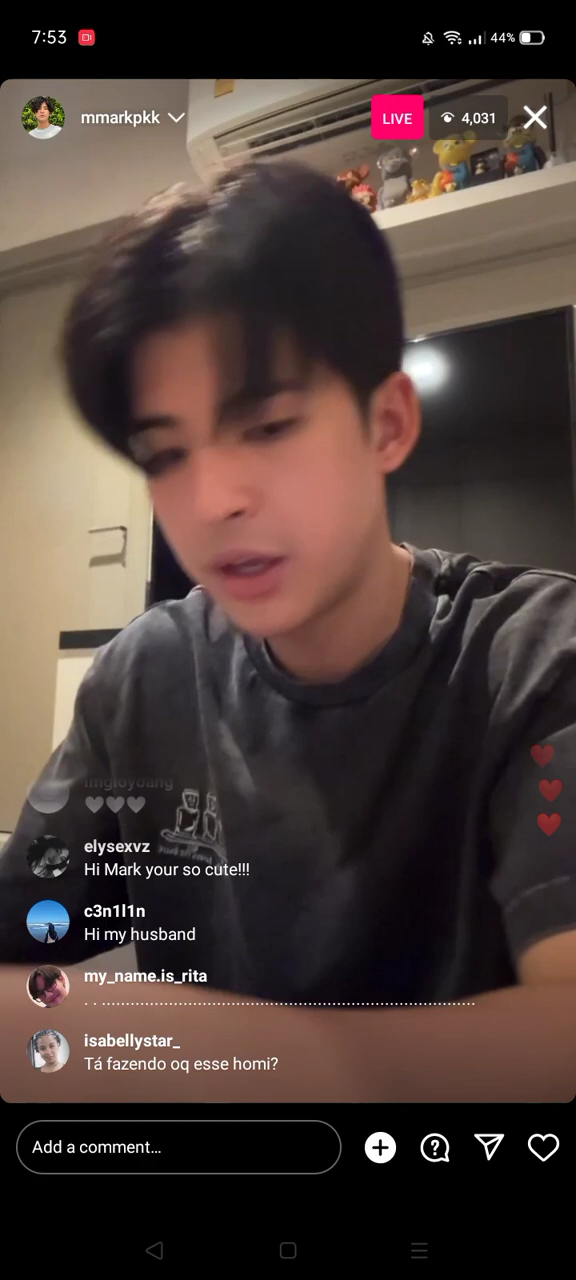 7:53
44%
mmarkpkk
LIVE
4,031
imgloydang
elysexvz
Hi Mark your so cute!!!
c3n1l1n
Hi my husband
my_name.is_rita
. . ...............................................................................
isabellystar_
Tá fazendo oq esse homi?
Add a comment...